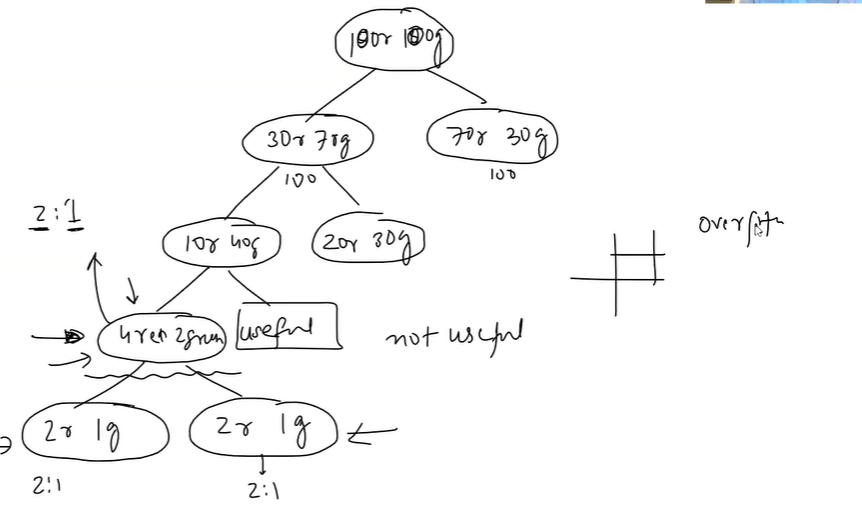 100r 100g
30r 70g
70r 30g
100
100
2:1
10r 40g
20r 30g
overfit
4red 2green
useful
not useful
2r 1g
2r 1g
2:1
2:1